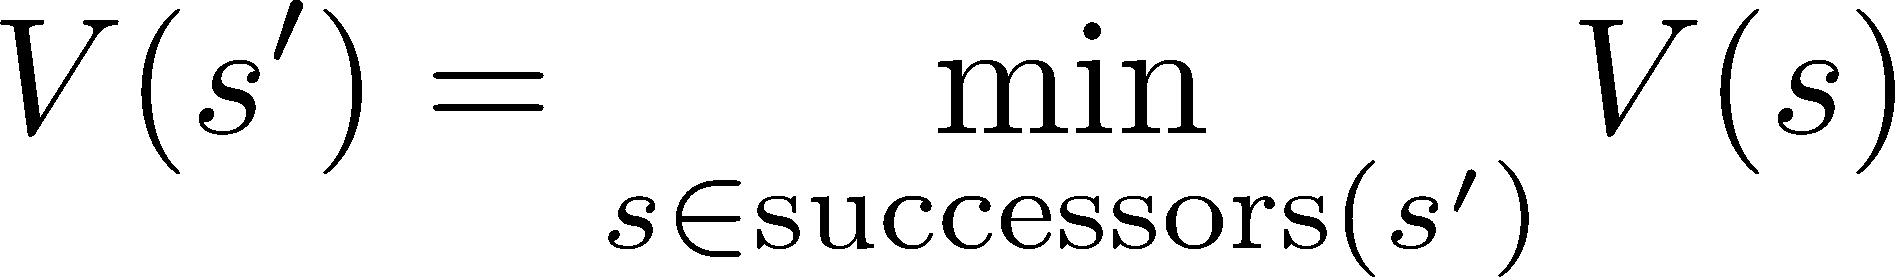 V(s′) = min V(s)
s∈successors(s′)